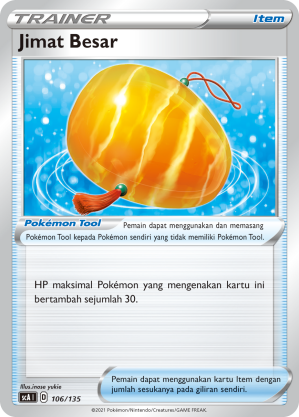 TRAINER Item
Jimat Besar
Pokémon Tool Pemain dapat menggunakan dan memasang
Pokémon Tool kepada Pokémon sendiri yang tidak memiliki Pokémon Tool.
HP maksimal Pokémon yang mengenakan kartu ini
bertambah sejumlah 30.
Illus.inose yukie
scA I D 106/135
Pemain dapat menggunakan kartu Item dengan
jumlah sesukanya pada giliran sendiri.
©2021 Pokémon/Nintendo/Creatures/GAME FREAK.